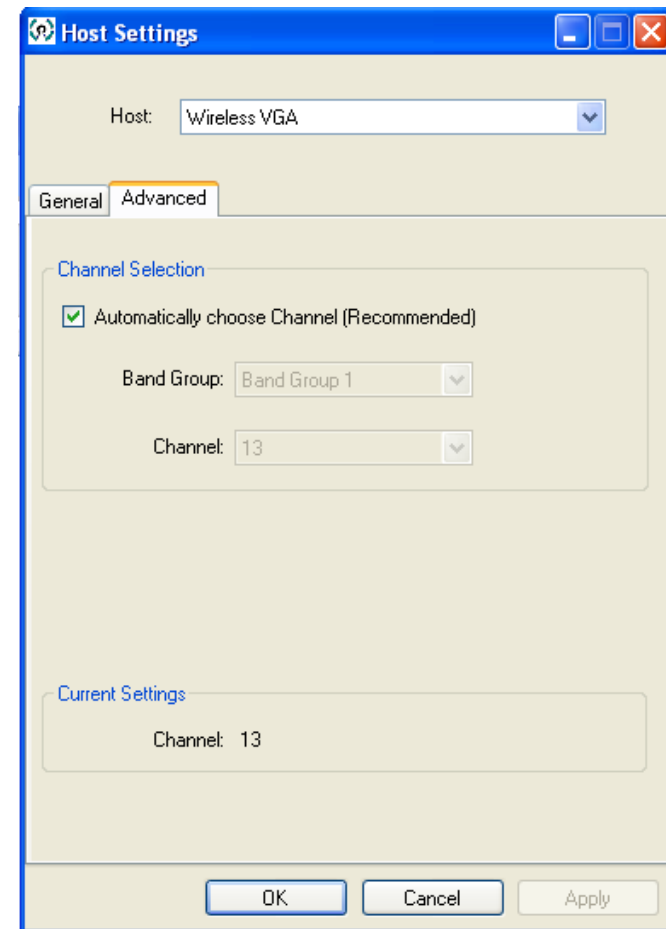 Host Settings
Host: Wireless VGA
General Advanced
Channel Selection
Automatically choose Channel (Recommended)
Band Group: Band Group 1
Channel: 13
Current Settings
Channel: 13
OK Cancel Apply